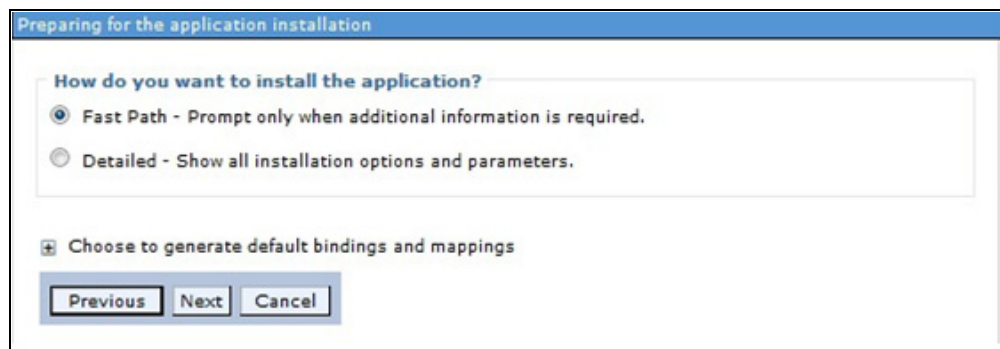 Preparing for the application installation
How do you want to install the application?
Fast Path - Prompt only when additional information is required.
Detailed - Show all installation options and parameters.
Choose to generate default bindings and mappings
Previous Next Cancel